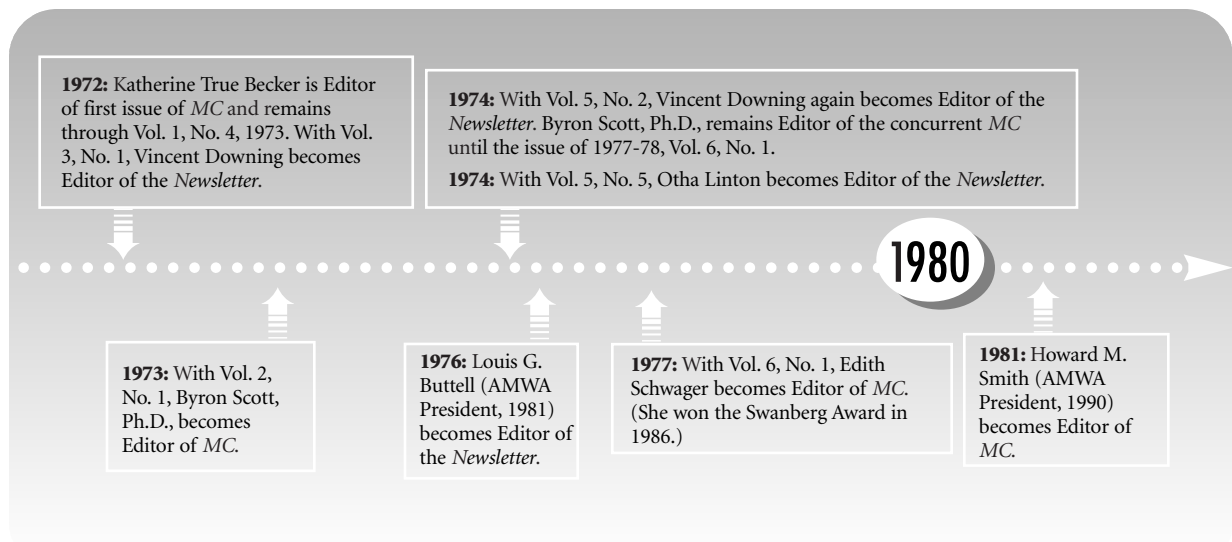 1972: Katherine True Becker is Editor
of first issue of MC and remains
through Vol. 1, No. 4, 1973. With Vol.
3, No. 1, Vincent Downing becomes
Editor of the Newsletter.
1974: With Vol. 5, No. 2, Vincent Downing again becomes Editor of the
Newsletter. Byron Scott, Ph.D., remains Editor of the concurrent MC
until the issue of 1977-78, Vol. 6, No. 1.
1974: With Vol. 5, No. 5, Otha Linton becomes Editor of the Newsletter.
1980
1973: With Vol. 2,
No. 1, Byron Scott,
Ph.D., becomes
Editor of MC.
1976: Louis G.
Buttell (AMWA
President, 1981)
becomes Editor of
the Newsletter.
1977: With Vol. 6, No. 1, Edith
Schwager becomes Editor of MC.
(She won the Swanberg Award in
1986.)
1981: Howard M.
Smith (AMWA
President, 1990)
becomes Editor of
MC.